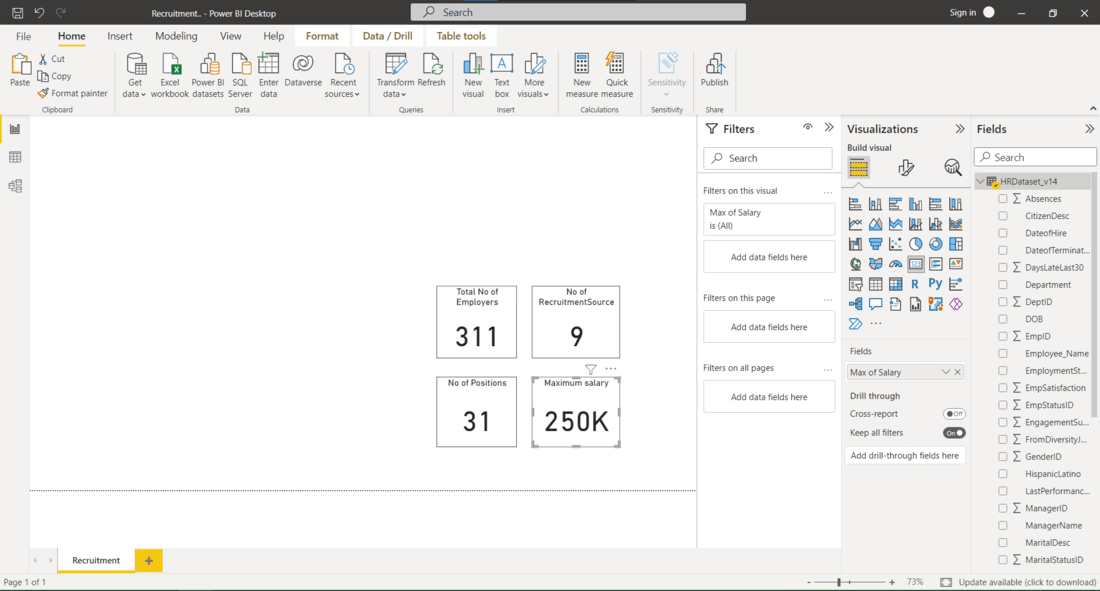 Recruitment.. - Power BI Desktop
Search
Sign in
File
Home
Insert
Modeling
View
Help
Format
Data / Drill
Table tools
Paste
Cut
Copy
Format painter
Clipboard
Get data
Excel workbook
Power BI datasets
SQL Server
Enter data
Dataverse
Recent sources
Data
Transform data
Refresh
Queries
New visual
Text box
More visuals
Insert
New measure
Quick measure
Calculations
Sensitivity
Sensitivity
Publish
Share
Total No of
Employers
311
No of
RecruitmentSource
9
No of Positions
31
Maximum salary
250K
Filters
Search
Filters on this visual
...
Max of Salary
is (All)
Add data fields here
Filters on this page
...
Add data fields here
Filters on all pages
...
Add data fields here
Visualizations
Build visual
R
Py
123
...
Fields
Max of Salary
Drill through
Cross-report
Off
Keep all filters
On
Add drill-through fields here
Fields
Search
HRDataset_v14
Absences
CitizenDesc
DateofHire
DateofTerminat...
DaysLateLast30
Department
DeptID
DOB
EmpID
Employee_Name
EmploymentSt...
EmpSatisfaction
EmpStatusID
EngagementSu...
FromDiversityJ...
GenderID
HispanicLatino
LastPerformanc...
ManagerID
ManagerName
MaritalDesc
MaritalStatusID
Recruitment
+
Page 1 of 1
- + 73%
Update available (click to download)